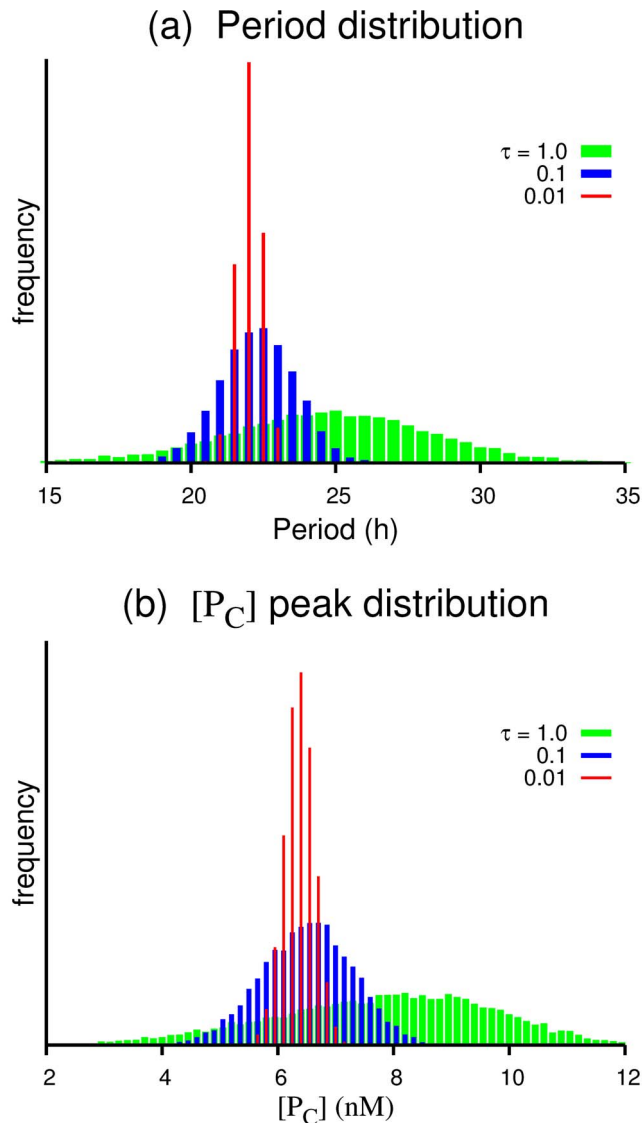 (a) Period distribution
frequency
τ = 1.0
0.1
0.01
15 20 25 30 35
Period (h)
(b) [P_C] peak distribution
frequency
τ = 1.0
0.1
0.01
2 4 6 8 10 12
[P_C] (nM)